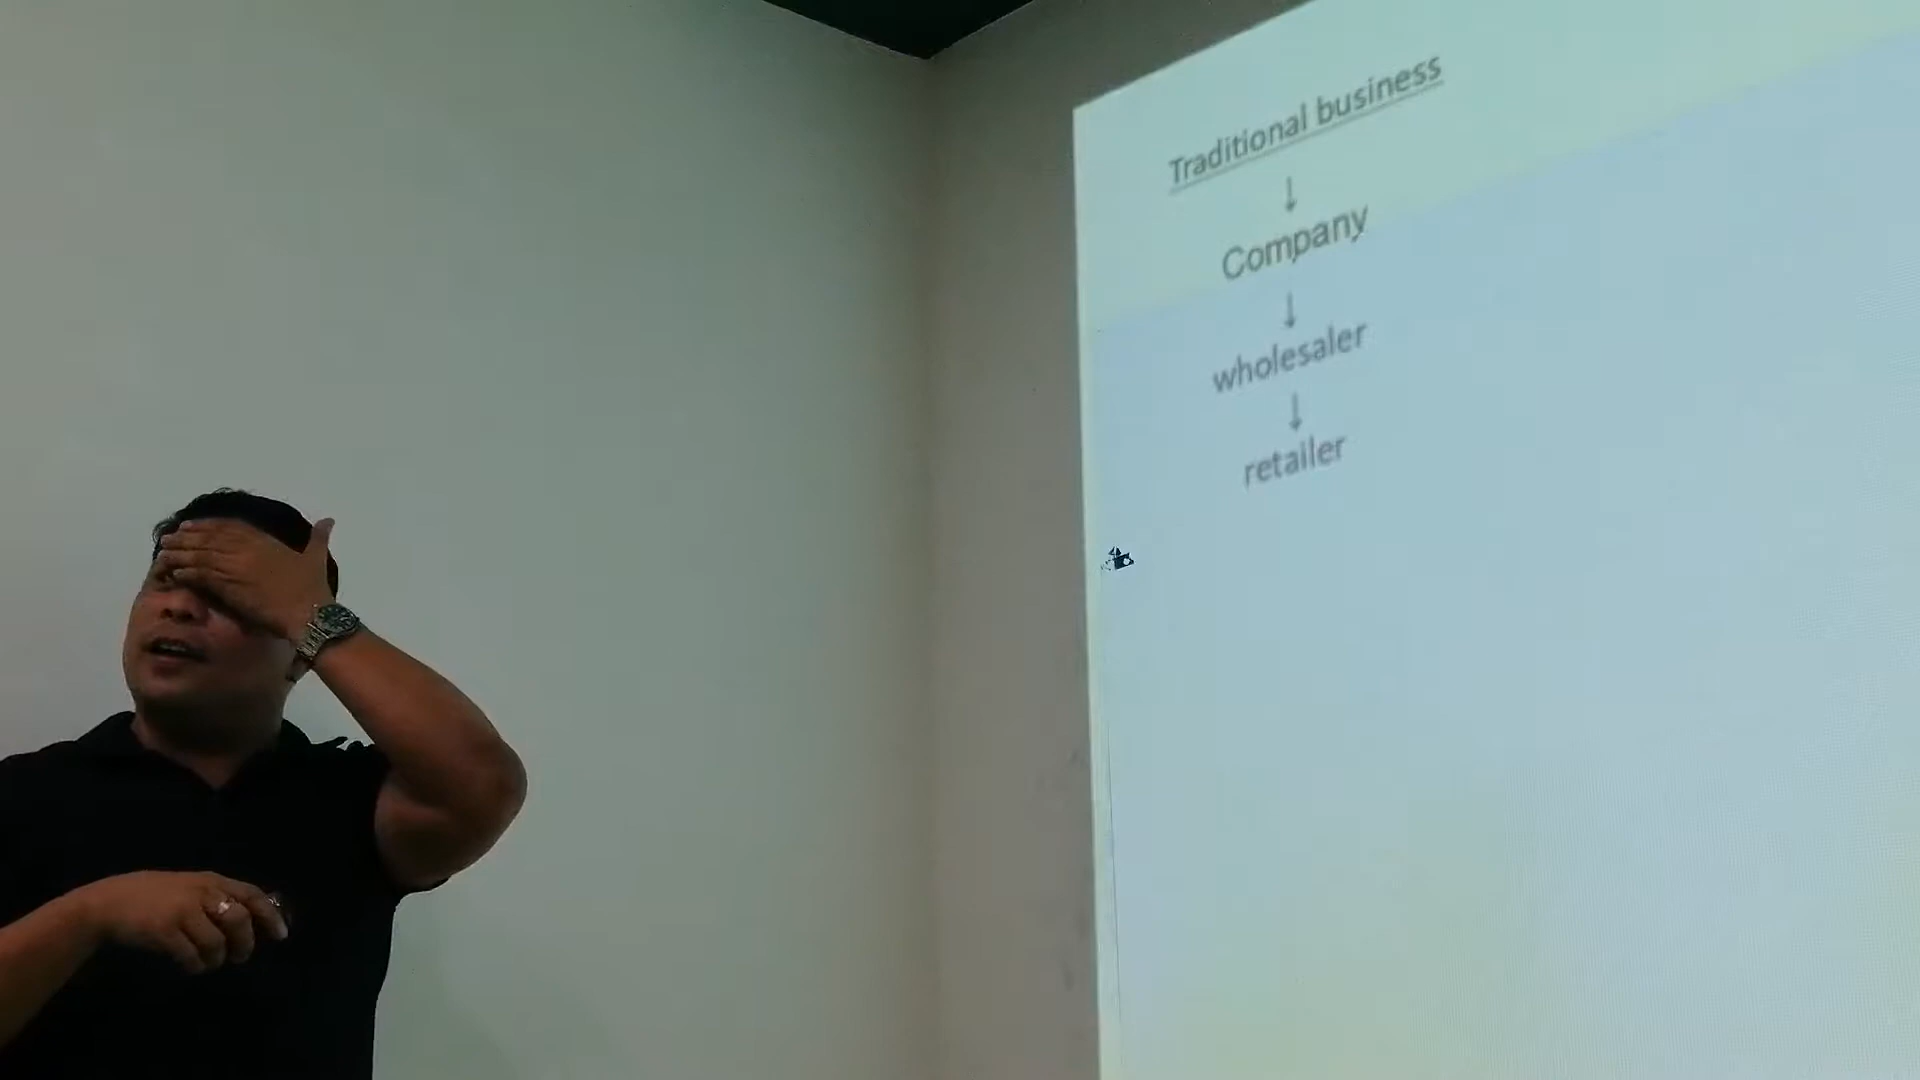 Traditional business
↓
Company
↓
wholesaler
↓
retailer